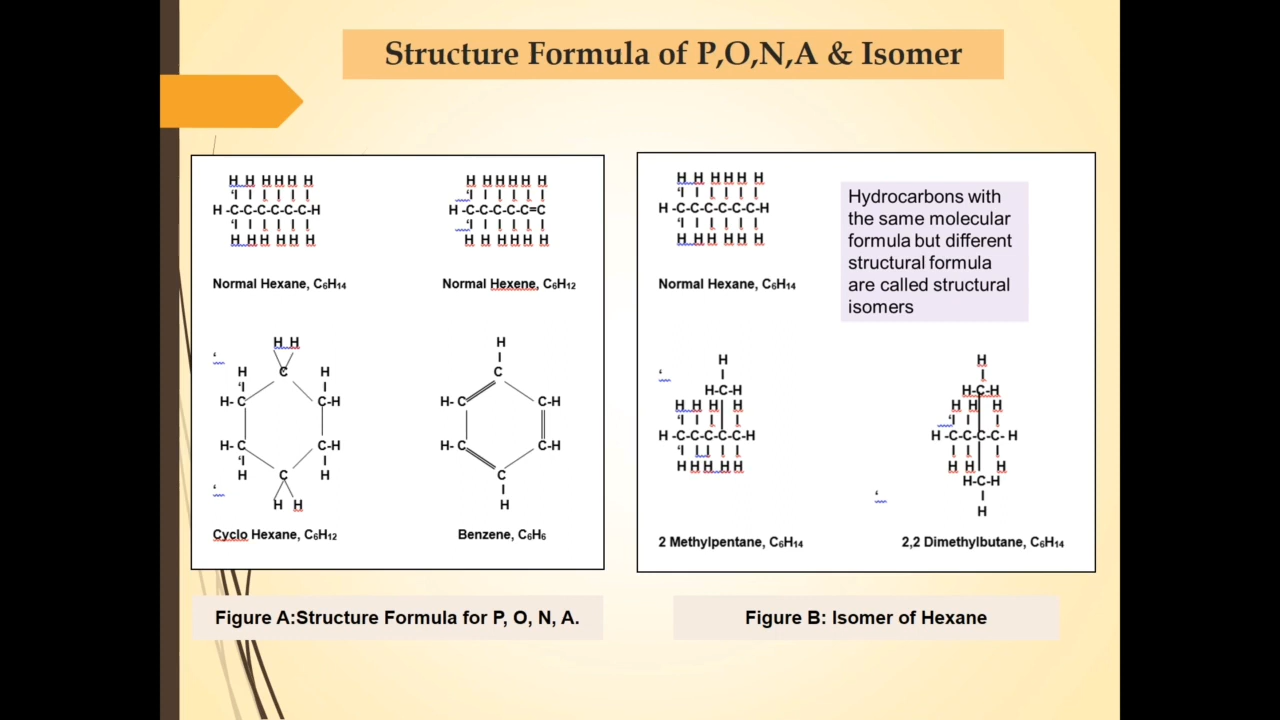 Structure Formula of P,O,N,A & Isomer
H H H H H H
H -C-C-C-C-C-C-H
H H H H H H
Normal Hexane, C₆H₁₄
H H H H H H
H -C-C-C-C-C=C
H H H H H H
Normal Hexene, C₆H₁₂
H H
C
H H
H- C C-H
H- C C-H
H H
C
H H
Cyclo Hexane, C₆H₁₂
H
C
H- C C-H
H- C C-H
C
H
Benzene, C₆H₆
Figure A:Structure Formula for P, O, N, A.
H H H H H H
H -C-C-C-C-C-C-H
H H H H H H
Normal Hexane, C₆H₁₄
Hydrocarbons with
the same molecular
formula but different
structural formula
are called structural
isomers
H
H-C-H
H H H H
H -C-C-C-C-C-H
H H H H H
2 Methylpentane, C₆H₁₄
H
H-C-H
H H H
H -C-C-C-C- H
H H H
H-C-H
H
2,2 Dimethylbutane, C₆H₁₄
Figure B: Isomer of Hexane